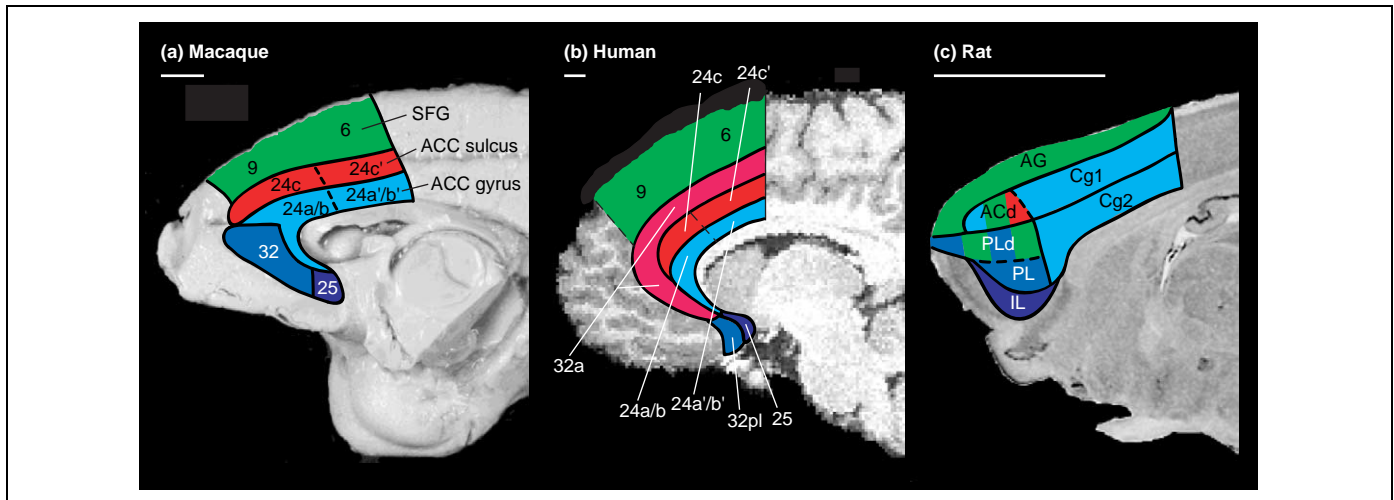 (a) Macaque
SFG
6
ACC sulcus
9
24c'
24c
ACC gyrus
24a'/b'
24a/b
32
25
(b) Human
24c'
24c
6
9
32a
24a/b
24a'/b'
32pl
25
(c) Rat
AG
Cg1
Cg2
ACd
PLd
PL
IL